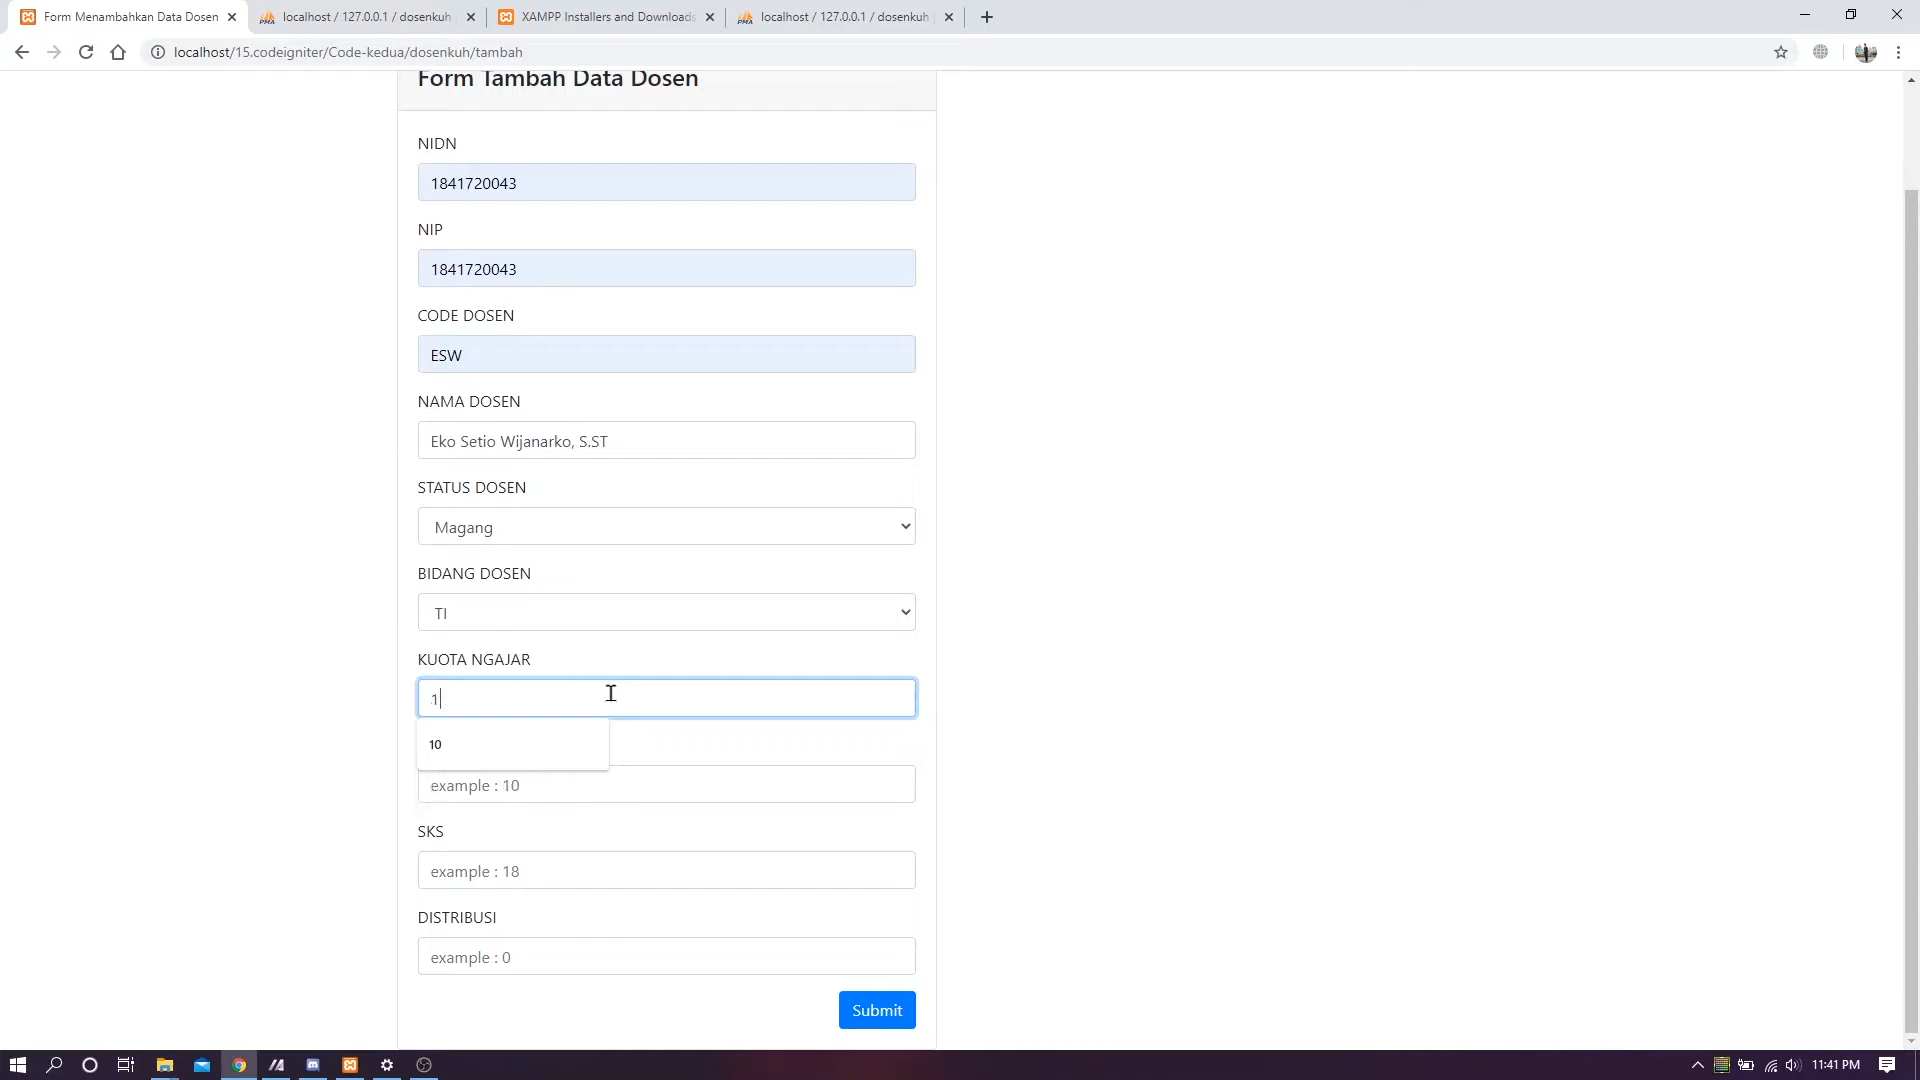 Form Menambahkan Data Dosen
localhost / 127.0.0.1 / dosenkuh
XAMPP Installers and Downloads
localhost / 127.0.0.1 / dosenkuh
localhost/15.codeigniter/Code-kedua/dosenkuh/tambah
Form Tambah Data Dosen
NIDN
1841720043
NIP
1841720043
CODE DOSEN
ESW
NAMA DOSEN
Eko Setio Wijanarko, S.ST
STATUS DOSEN
Magang
BIDANG DOSEN
TI
KUOTA NGAJAR
1
10
example : 10
SKS
example : 18
DISTRIBUSI
example : 0
Submit
11:41 PM